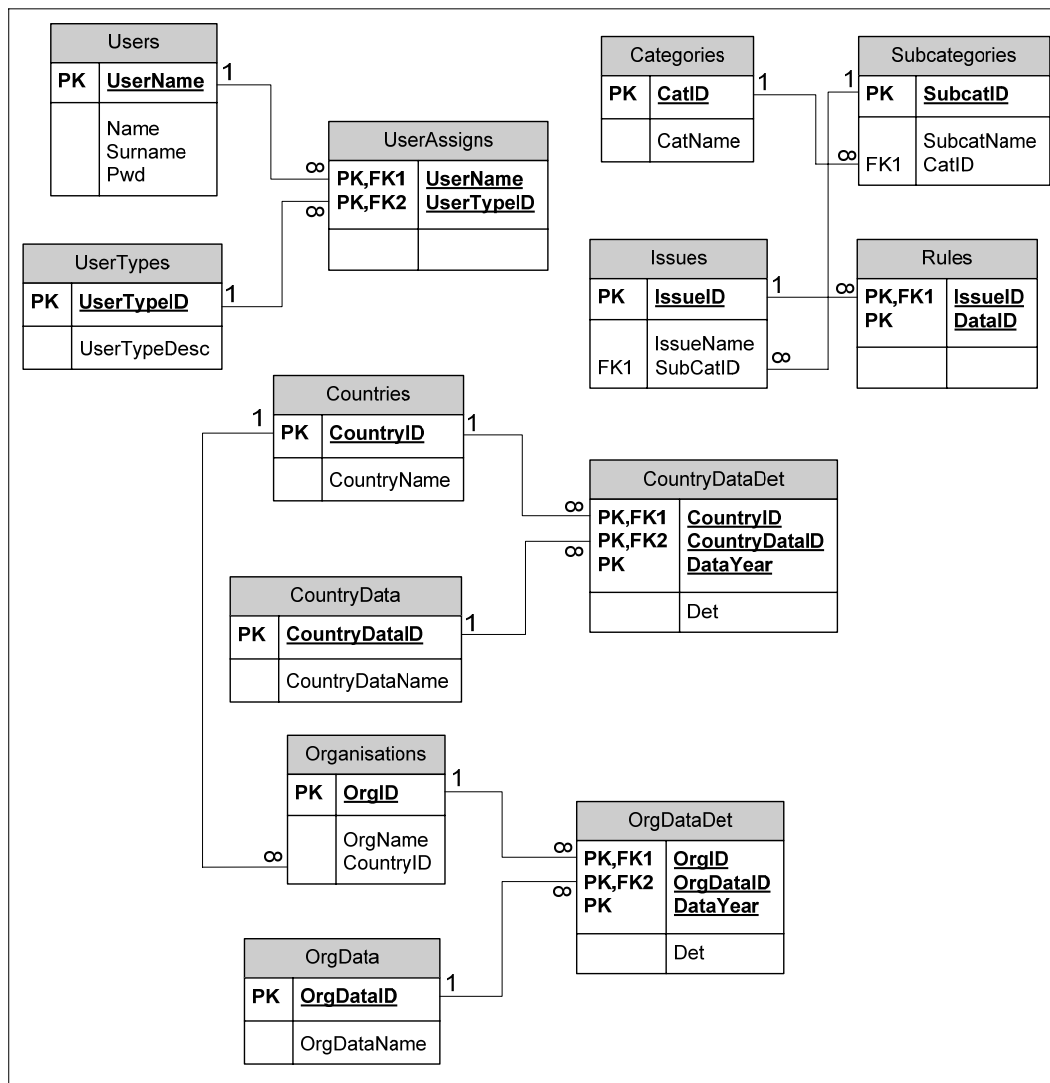 Users
1
PK UserName
Name
Surname
Pwd
UserAssigns
∞
PK,FK1 UserName
PK,FK2 UserTypeID
∞
UserTypes
1
PK UserTypeID
UserTypeDesc
Categories
1
PK CatID
CatName
Subcategories
1
PK SubcatID
SubcatName
∞
FK1 CatID
Issues
1
PK IssueID
IssueName
FK1 SubCatID
∞
Rules
∞
PK,FK1 IssueID
PK DataID
Countries
1
1
PK CountryID
CountryName
CountryDataDet
∞
PK,FK1 CountryID
PK,FK2 CountryDataID
∞
PK DataYear
Det
CountryData
1
PK CountryDataID
CountryDataName
Organisations
1
PK OrgID
OrgName
∞
CountryID
OrgDataDet
∞
PK,FK1 OrgID
PK,FK2 OrgDataID
∞
PK DataYear
Det
OrgData
1
PK OrgDataID
OrgDataName